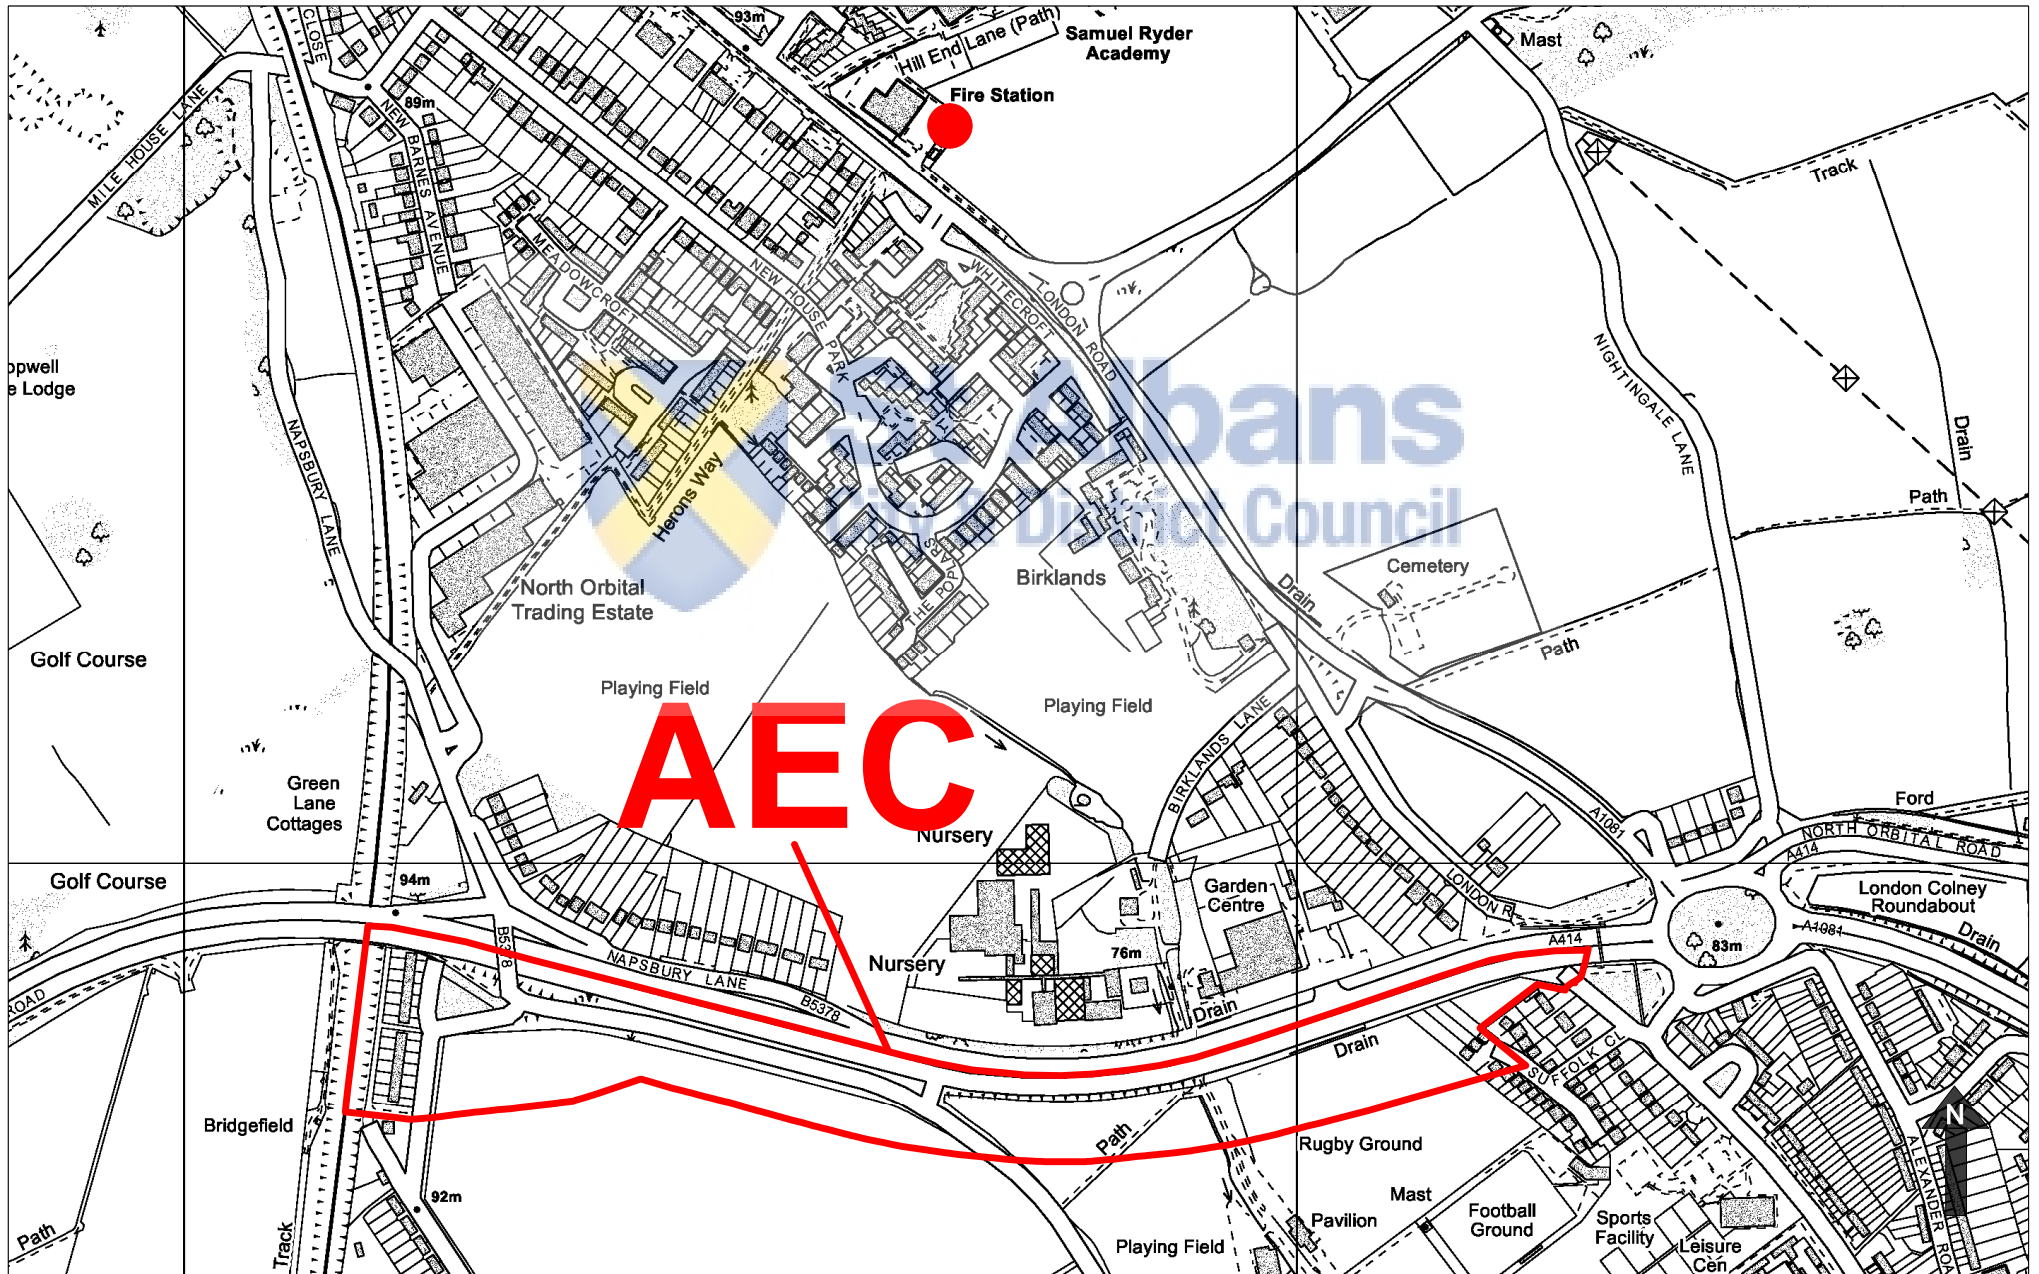 CLOSE
93m
Hill End Lane (Path)
Samuel Ryder
Academy
Mast
Fire Station
MILE HOUSE LANE
89m
NEW BARNES AVENUE
Track
MEADOWCROFT
NEW HOUSE PARK
WHITECROFT
LONDON ROAD
NIGHTINGALE LANE
e Lodge
St Albans
City & District Council
NAPSBURY LANE
Herons Way
Drain
Path
THE POPLARS
Birklands
Cemetery
North Orbital
Trading Estate
Drain
Path
Golf Course
Playing Field
Playing Field
AEC
BIRKLANDS LANE
Green
Lane
Cottages
Nursery
A1081
Ford
NORTH ORBITAL ROAD
A414
Golf Course
94m
Garden
Centre
LONDON R
London Colney
Roundabout
B5378
NAPSBURY LANE
B5378
Nursery
76m
A414
83m
A1081
Drain
ROAD
Drain
Drain
SUFFOLK CL
N
Bridgefield
Path
Rugby Ground
ALEXANDER ROA
92m
Mast
Pavilion
Football
Ground
Sports
Facility
Path
Track
Playing Field
Leisure
Cen